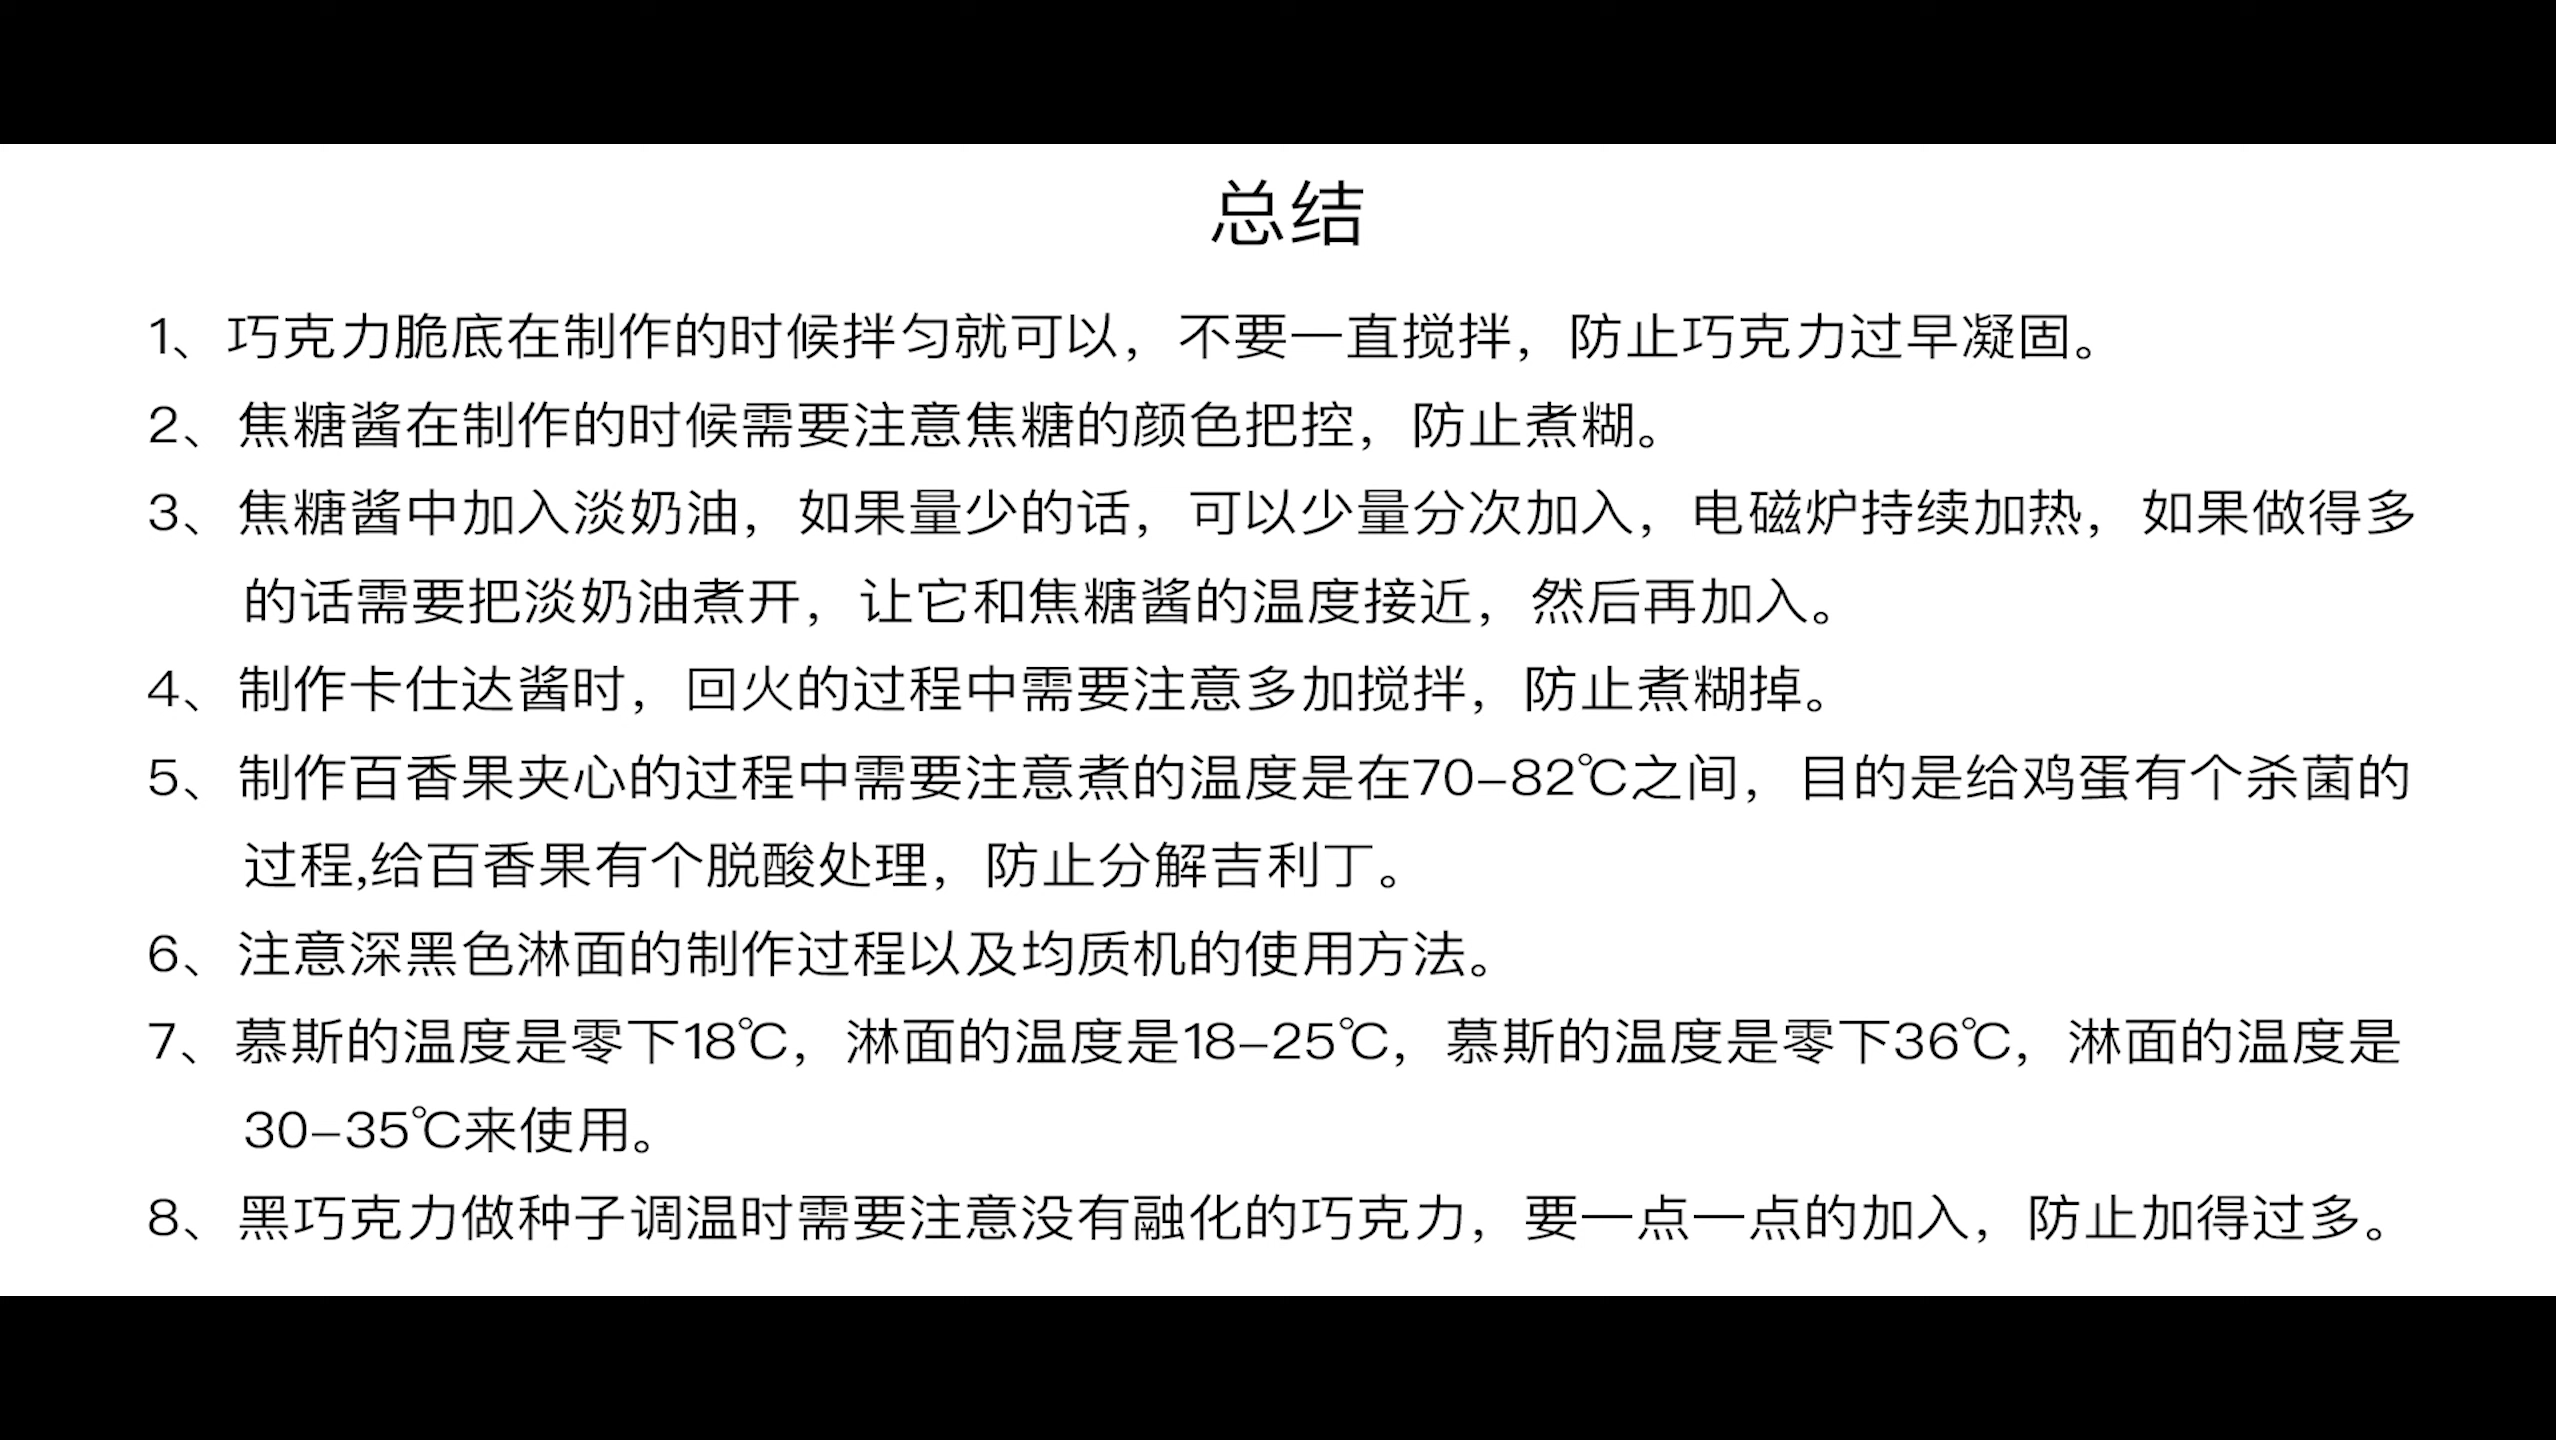 总结
1、巧克力脆底在制作的时候拌匀就可以，不要一直搅拌，防止巧克力过早凝固。
2、焦糖酱在制作的时候需要注意焦糖的颜色把控，防止煮糊。
3、焦糖酱中加入淡奶油，如果量少的话，可以少量分次加入，电磁炉持续加热，如果做得多
的话需要把淡奶油煮开，让它和焦糖酱的温度接近，然后再加入。
4、制作卡仕达酱时，回火的过程中需要注意多加搅拌，防止煮糊掉。
5、制作百香果夹心的过程中需要注意煮的温度是在70–82℃之间，目的是给鸡蛋有个杀菌的
过程,给百香果有个脱酸处理，防止分解吉利丁。
6、注意深黑色淋面的制作过程以及均质机的使用方法。
7、慕斯的温度是零下18℃，淋面的温度是18–25℃，慕斯的温度是零下36℃，淋面的温度是
30–35℃来使用。
8、黑巧克力做种子调温时需要注意没有融化的巧克力，要一点一点的加入，防止加得过多。